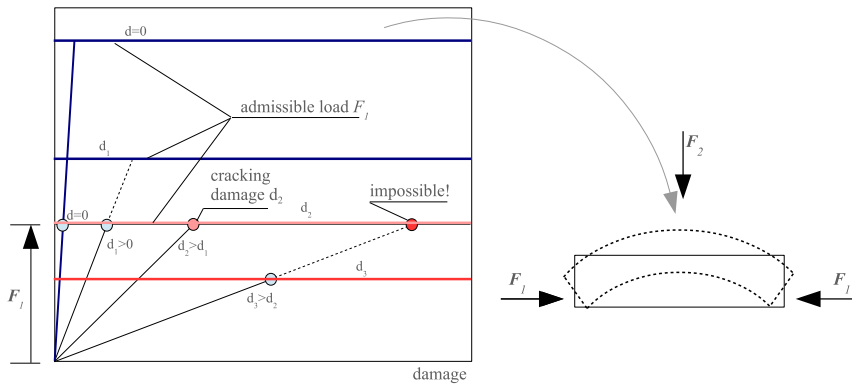 d=0
admissible load F1
d1
cracking
damage d2
impossible!
d2
d=0
d1>0
d2>d1
F1
d3
d3>d2
damage
F2
F1
F1